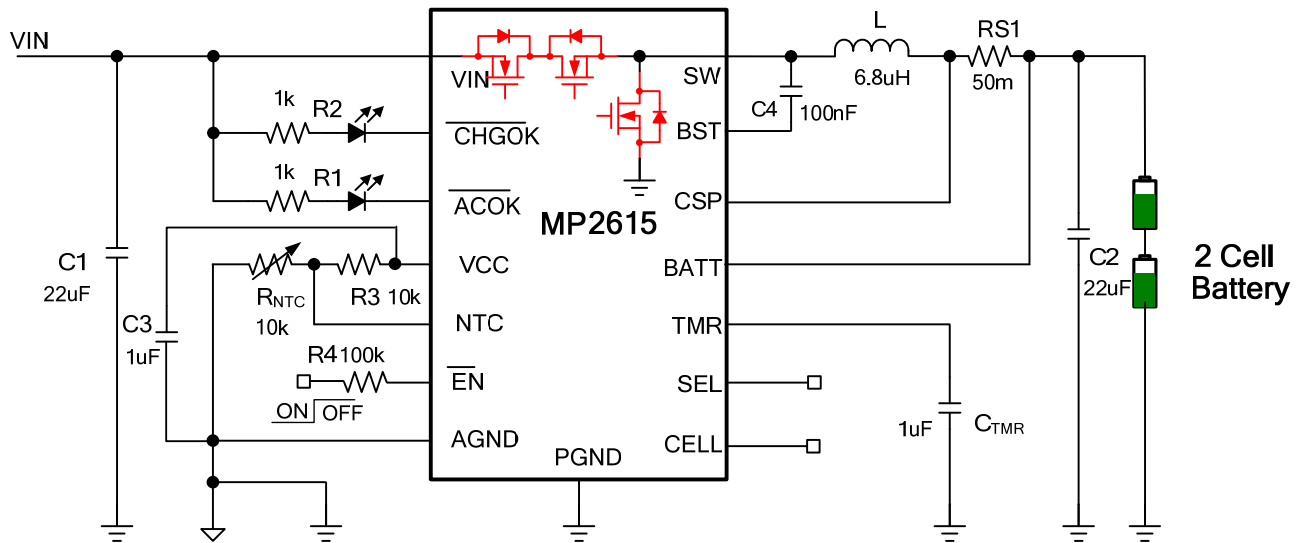 VIN
C1
22uF
C3
1uF
1k
R2
1k
R1
RNTC
10k
R3 10k
R4100k
ON OFF
VIN
CHGOK
ACOK
VCC
NTC
EN
AGND
PGND
MP2615
SW
BST
CSP
BATT
TMR
SEL
CELL
C4
100nF
L
6.8uH
RS1
50m
1uF
CTMR
C2
22uF
2 Cell
Battery